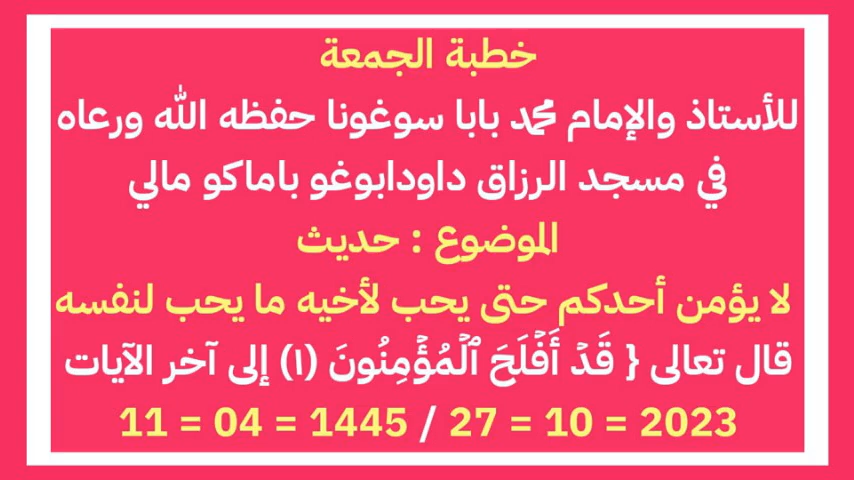 خطبة الجمعة
للأستاذ والإمام محمد بابا سوغونا حفظه الله ورعاه
في مسجد الرزاق داودابوغو باماكو مالي
الموضوع : حديث
لا يؤمن أحدكم حتى يحب لأخيه ما يحب لنفسه
قال تعالى { قَدۡ أَفۡلَحَ ٱلۡمُؤۡمِنُونَ (١) إلى آخر الآيات
11 = 04 = 1445 / 27 = 10 = 2023